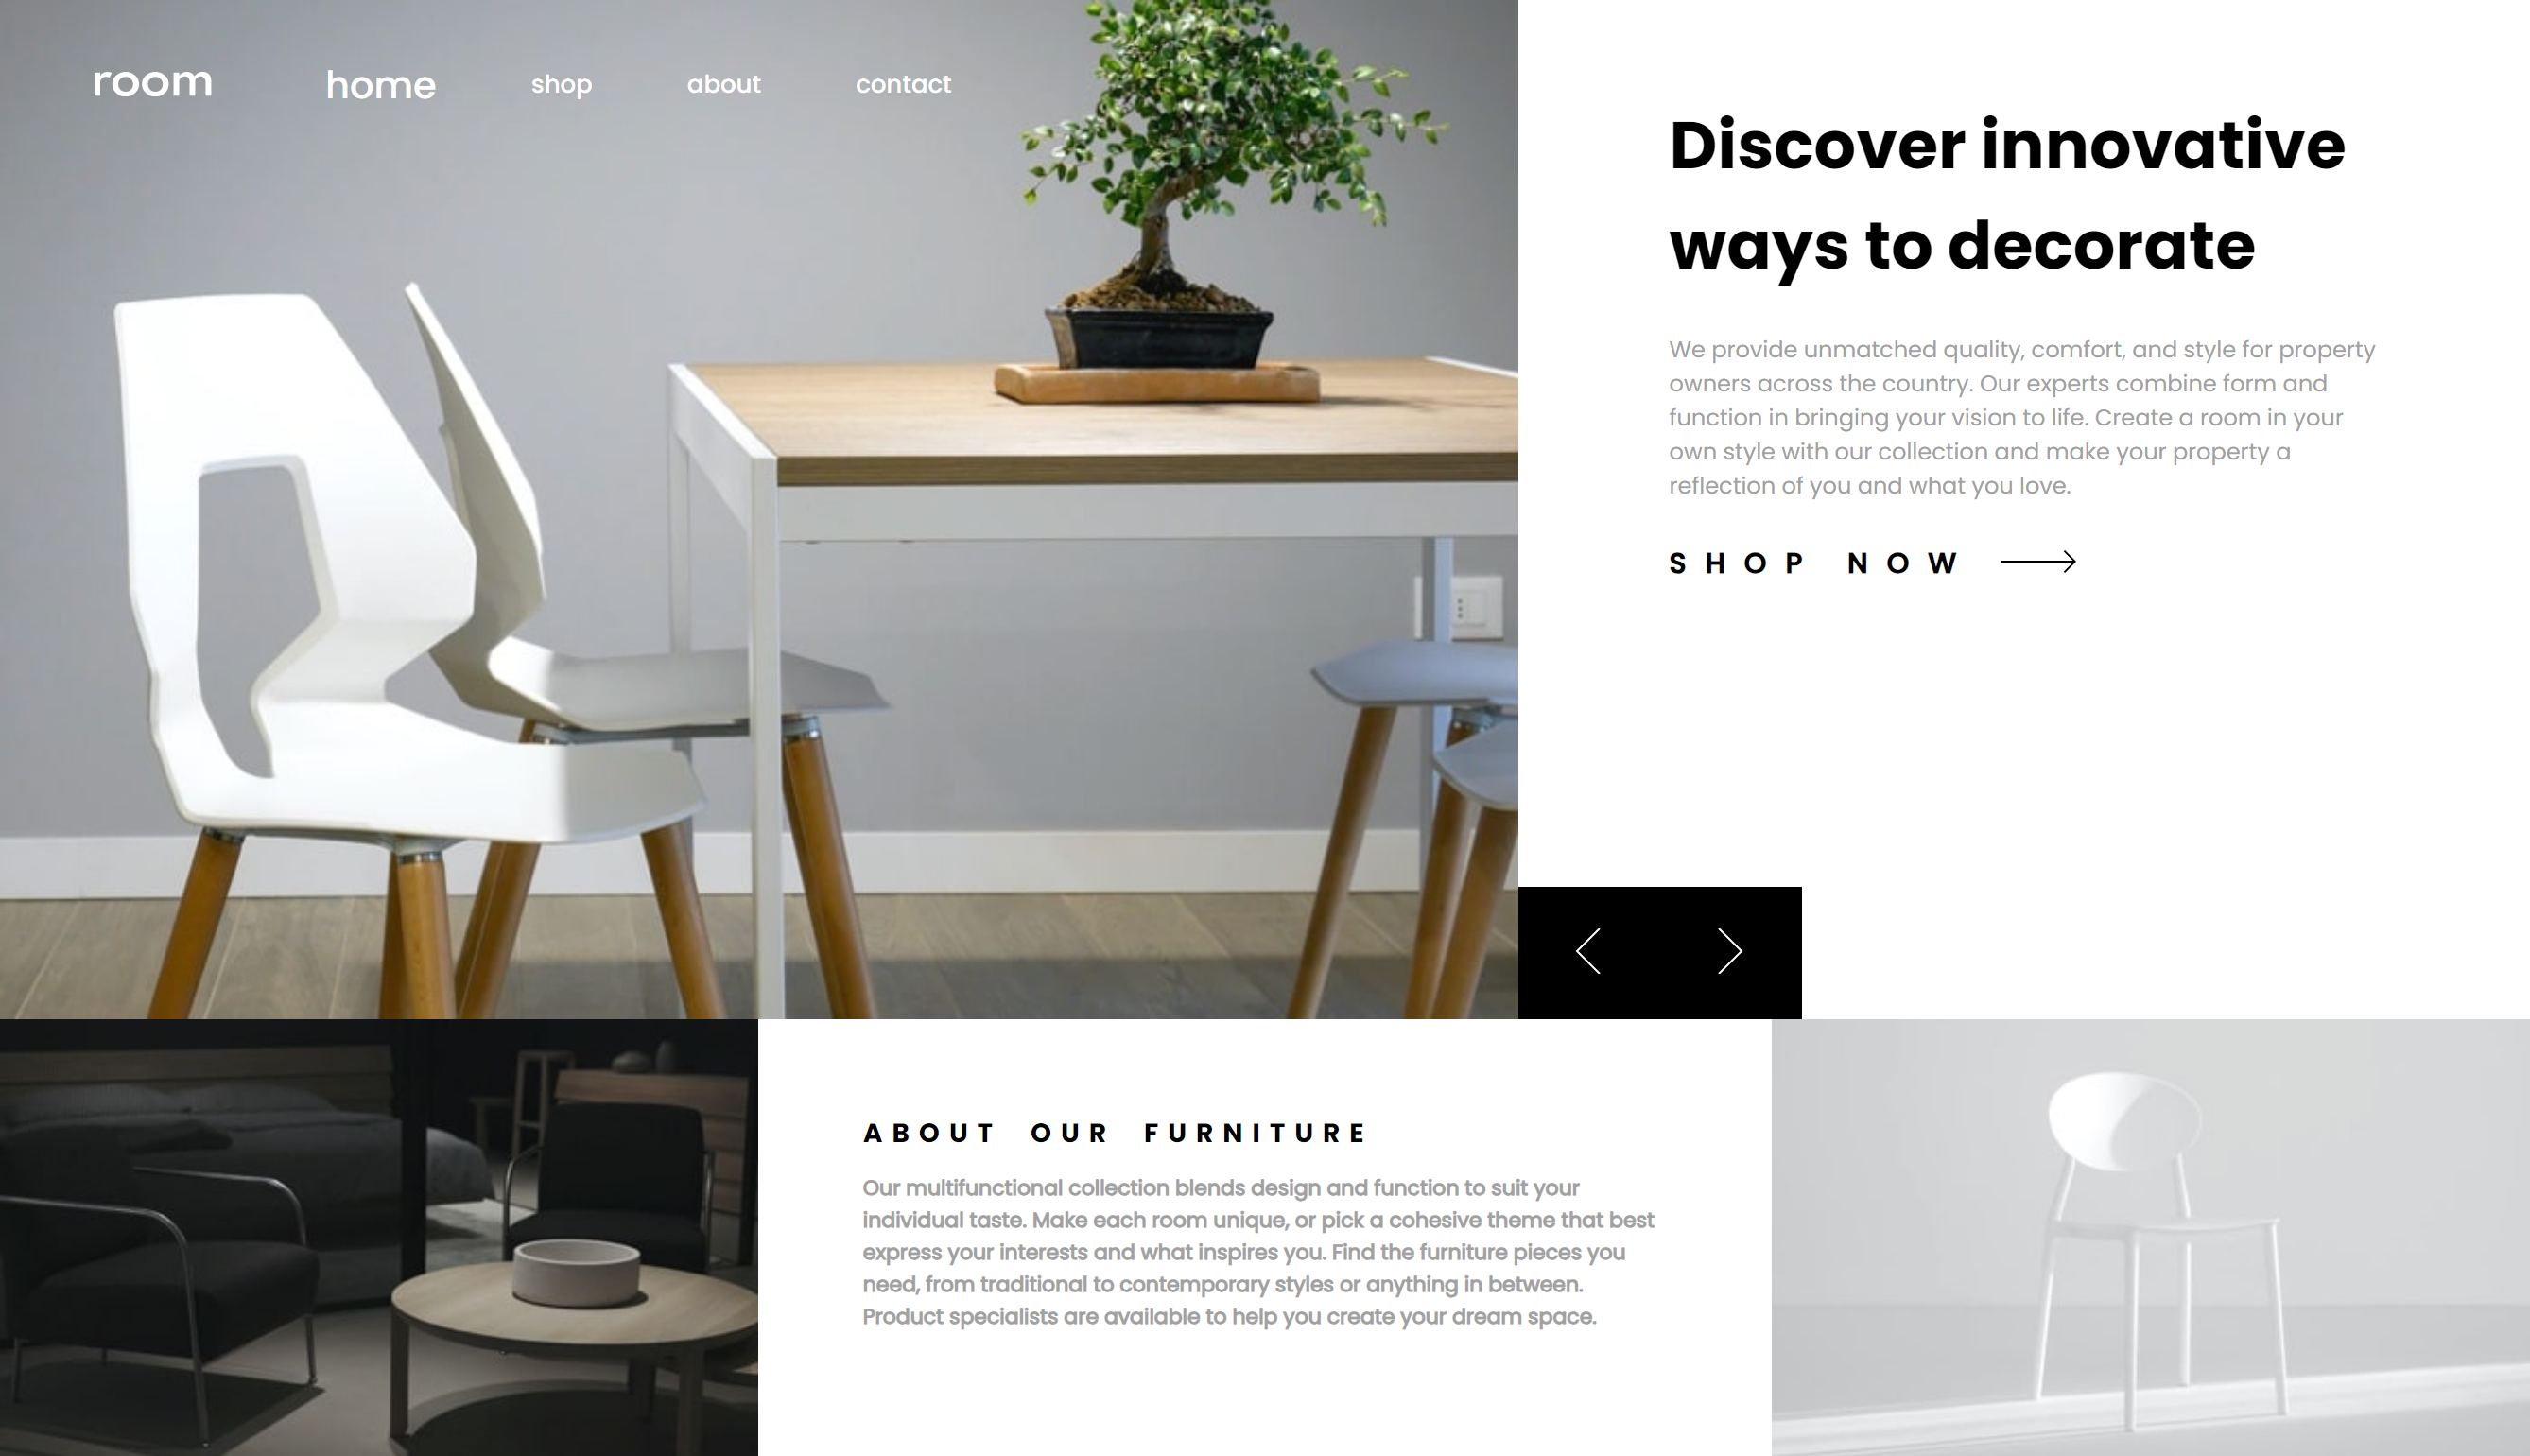 room
home
shop
about
contact
Discover innovative
ways to decorate
We provide unmatched quality, comfort, and style for property
owners across the country. Our experts combine form and
function in bringing your vision to life. Create a room in your
own style with our collection and make your property a
reflection of you and what you love.
SHOP NOW
ABOUT OUR FURNITURE
Our multifunctional collection blends design and function to suit your
individual taste. Make each room unique, or pick a cohesive theme that best
express your interests and what inspires you. Find the furniture pieces you
need, from traditional to contemporary styles or anything in between.
Product specialists are available to help you create your dream space.